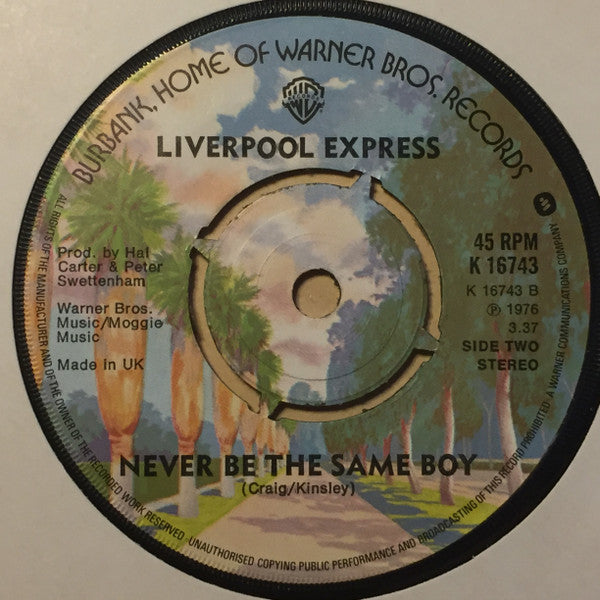 BURBANK, HOME OF WARNER BROS. RECORDS
LIVERPOOL EXPRESS
Prod. by Hal
Carter & Peter
Swettenham
Warner Bros.
Music/Moggie
Music
Made in UK
45 RPM
K 16743
K 16743 B
Ⓟ 1976
3.37
SIDE TWO
STEREO
NEVER BE THE SAME BOY
(Craig/Kinsley)
ALL RIGHTS OF THE MANUFACTURER AND OF THE OWNER OF THE RECORDED WORK RESERVED · UNAUTHORISED COPYING PUBLIC PERFORMANCE AND BROADCASTING OF THIS RECORD PROHIBITED. A WARNER COMMUNICATIONS COMPANY